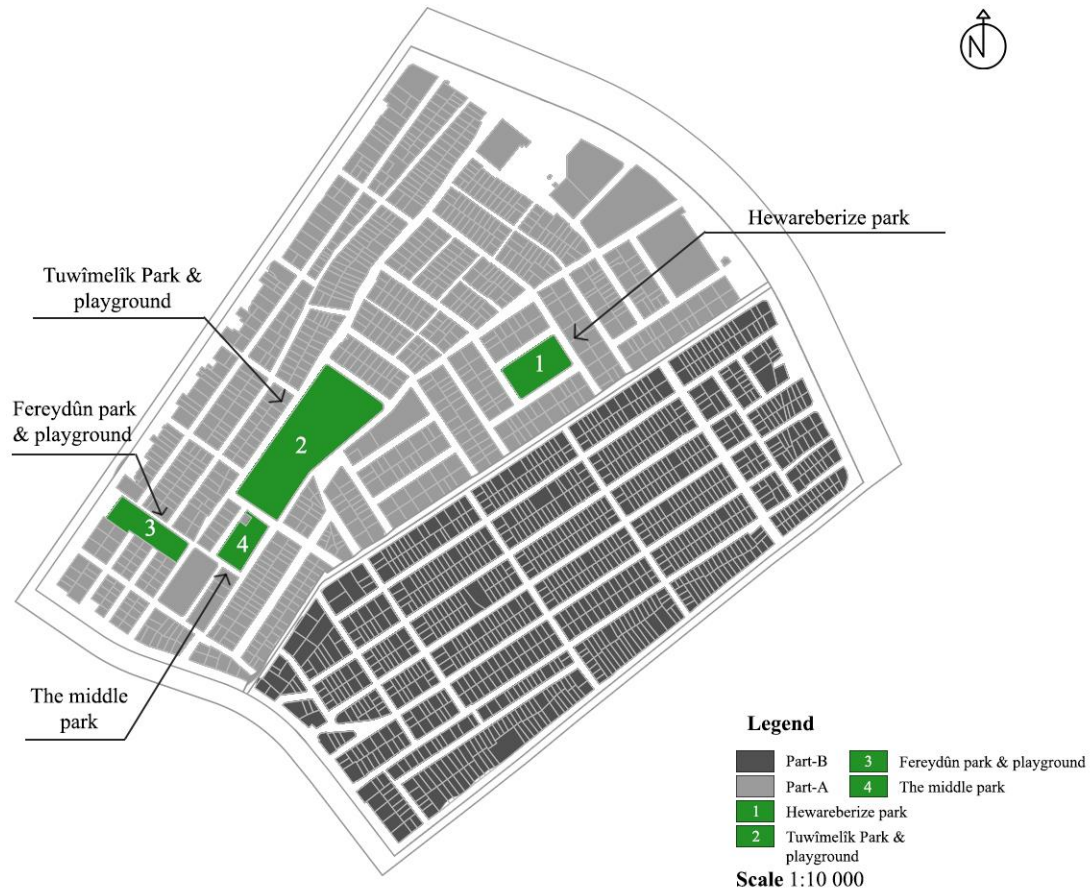 N
Hewareberize park
Tuwîmelîk Park &
playground
Fereydûn park
& playground
1
2
3
4
The middle
park
Legend
Part-B
3 Fereydûn park & playground
Part-A
4 The middle park
1 Hewareberize park
2 Tuwîmelîk Park &
playground
Scale 1:10 000